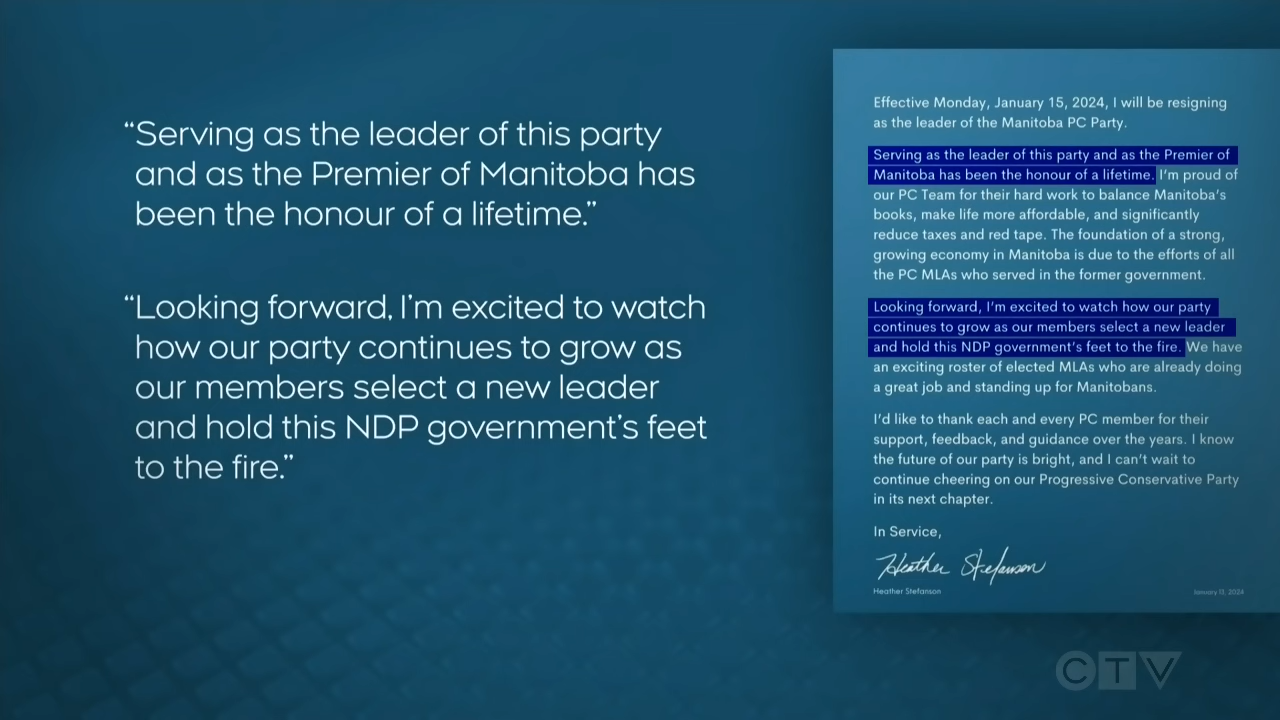 “Serving as the leader of this party
and as the Premier of Manitoba has
been the honour of a lifetime.”
“Looking forward, I’m excited to watch
how our party continues to grow as
our members select a new leader
and hold this NDP government’s feet
to the fire.”
Effective Monday, January 15, 2024, I will be resigning
as the leader of the Manitoba PC Party.
Serving as the leader of this party and as the Premier of
Manitoba has been the honour of a lifetime. I’m proud of
our PC Team for their hard work to balance Manitoba’s
books, make life more affordable, and significantly
reduce taxes and red tape. The foundation of a strong,
growing economy in Manitoba is due to the efforts of all
the PC MLAs who served in the former government.
Looking forward, I’m excited to watch how our party
continues to grow as our members select a new leader
and hold this NDP government’s feet to the fire. We have
an exciting roster of elected MLAs who are already doing
a great job and standing up for Manitobans.
I’d like to thank each and every PC member for their
support, feedback, and guidance over the years. I know
the future of our party is bright, and I can’t wait to
continue cheering on our Progressive Conservative Party
in its next chapter.
In Service,
Heather Stefanson
Heather Stefanson
January 2024
CTV